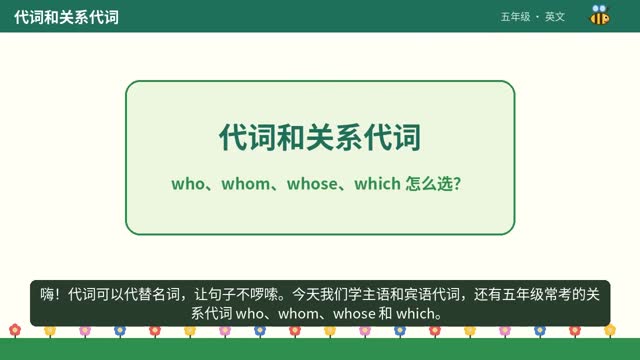 代词和关系代词
五年级 • 英文
代词和关系代词
who、whom、whose、which 怎么选?
嗨！代词可以代替名词，让句子不啰嗦。今天我们学主语和宾语代词，还有五年级常考的关
系代词 who、whom、whose 和 which。